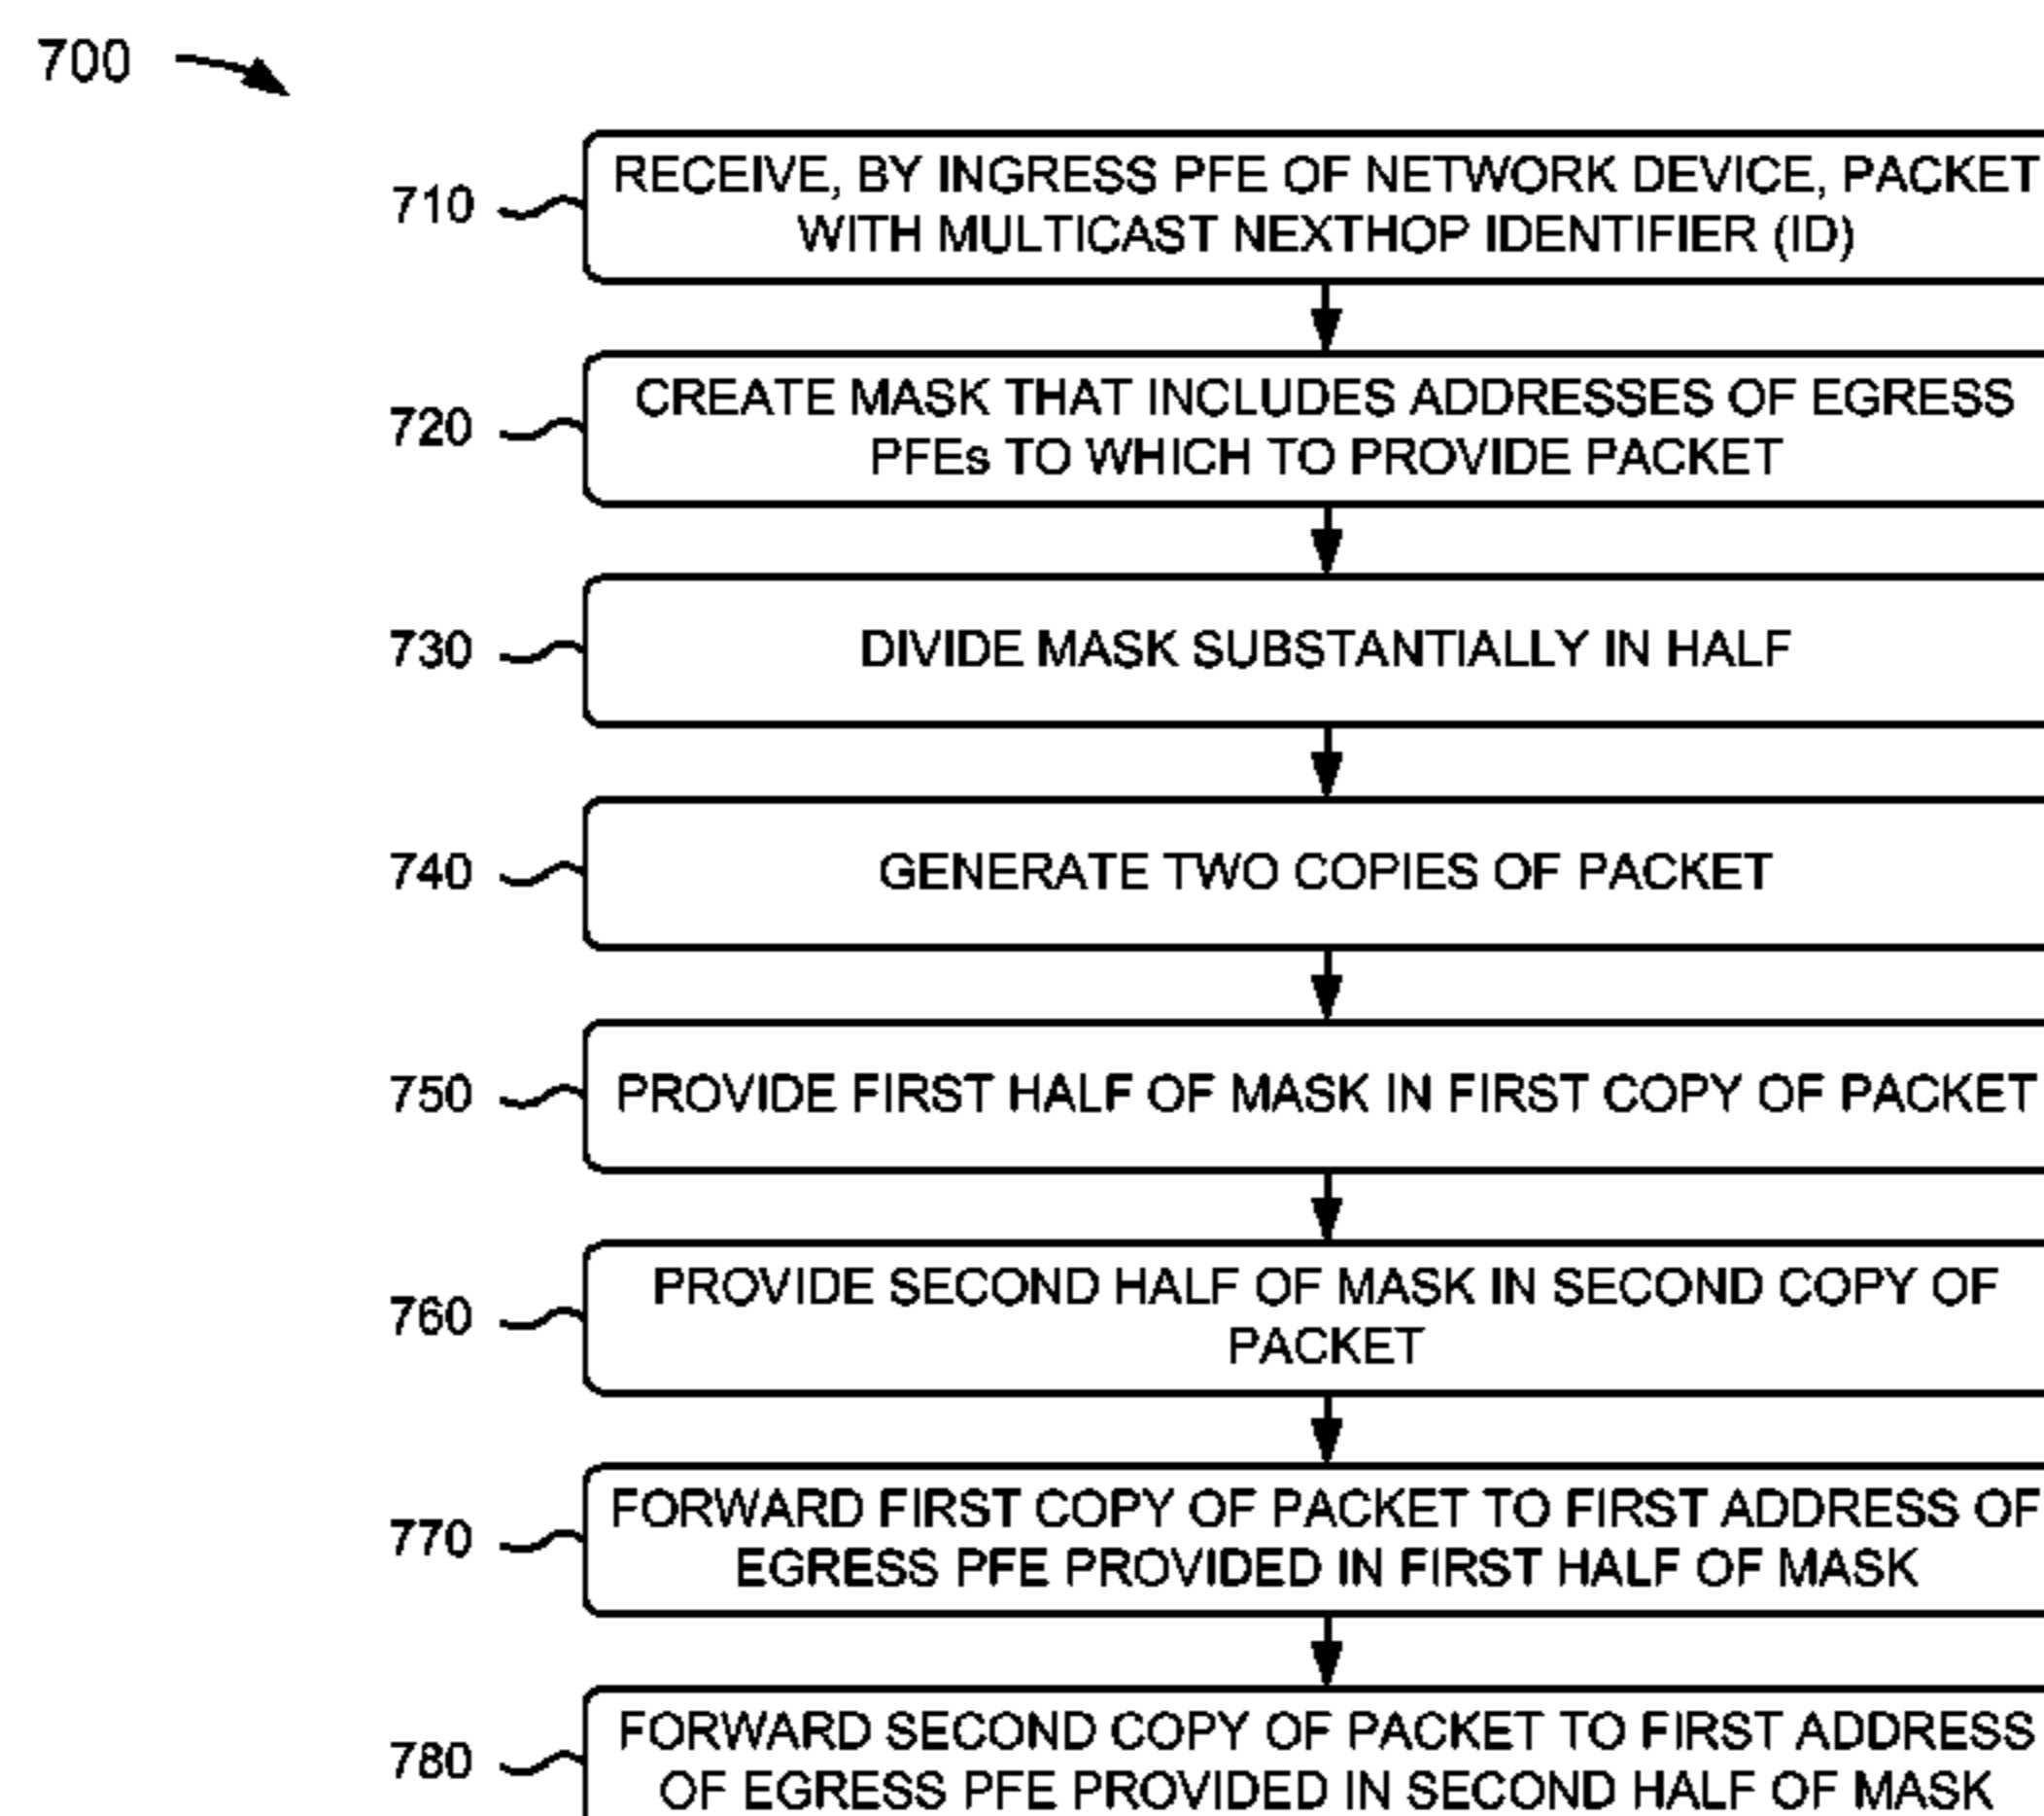 700
710
RECEIVE, BY INGRESS PFE OF NETWORK DEVICE, PACKET
WITH MULTICAST NEXTHOP IDENTIFIER (ID)
720
CREATE MASK THAT INCLUDES ADDRESSES OF EGRESS
PFEs TO WHICH TO PROVIDE PACKET
730
DIVIDE MASK SUBSTANTIALLY IN HALF
740
GENERATE TWO COPIES OF PACKET
750
PROVIDE FIRST HALF OF MASK IN FIRST COPY OF PACKET
760
PROVIDE SECOND HALF OF MASK IN SECOND COPY OF
PACKET
770
FORWARD FIRST COPY OF PACKET TO FIRST ADDRESS OF
EGRESS PFE PROVIDED IN FIRST HALF OF MASK
780
FORWARD SECOND COPY OF PACKET TO FIRST ADDRESS
OF EGRESS PFE PROVIDED IN SECOND HALF OF MASK